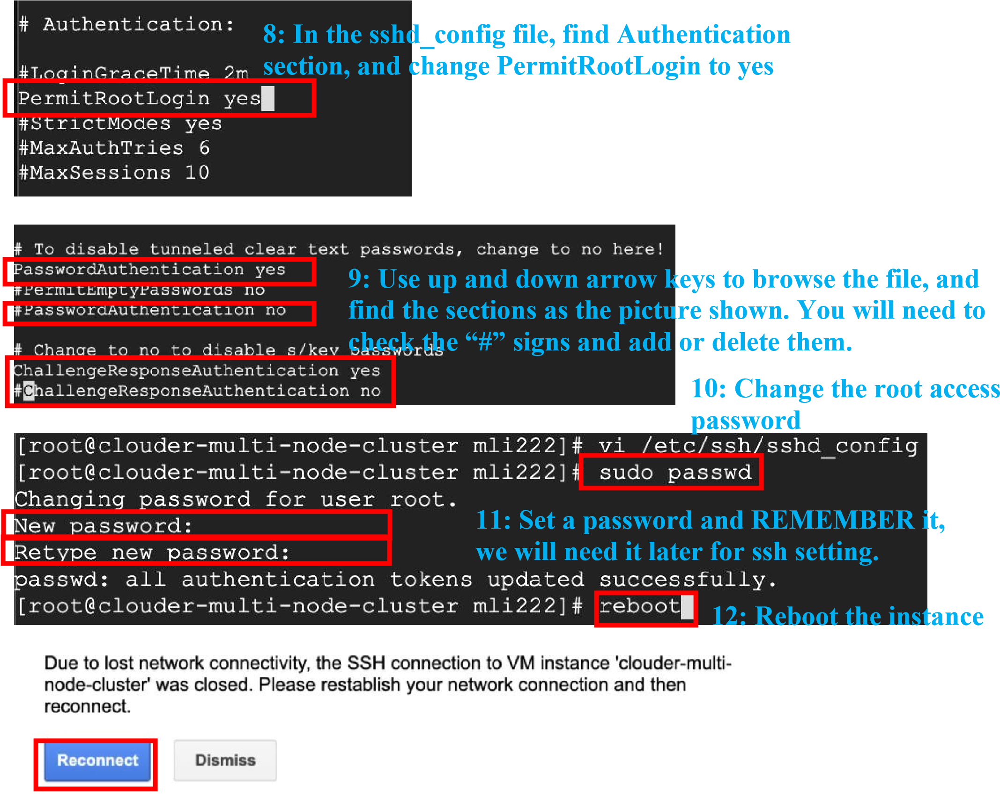 # Authentication:
8: In the sshd_config file, find Authentication
section, and change PermitRootLogin to yes
#LoginGraceTime 2m
PermitRootLogin yes
#StrictModes yes
#MaxAuthTries 6
#MaxSessions 10
# To disable tunneled clear text passwords, change to no here!
PasswordAuthentication yes
#PermitEmptyPasswords no
#PasswordAuthentication no
9: Use up and down arrow keys to browse the file, and
find the sections as the picture shown. You will need to
check the “#” signs and add or delete them.
# Change to no to disable s/key passwords
ChallengeResponseAuthentication yes
#ChallengeResponseAuthentication no
10: Change the root access
password
[root@clouder-multi-node-cluster mli222]# vi /etc/ssh/sshd_config
[root@clouder-multi-node-cluster mli222]# sudo passwd
Changing password for user root.
New password:
Retype new password:
11: Set a password and REMEMBER it,
we will need it later for ssh setting.
passwd: all authentication tokens updated successfully.
[root@clouder-multi-node-cluster mli222]# reboot
12: Reboot the instance
Due to lost network connectivity, the SSH connection to VM instance 'clouder-multi-
node-cluster' was closed. Please restablish your network connection and then
reconnect.
Reconnect
Dismiss